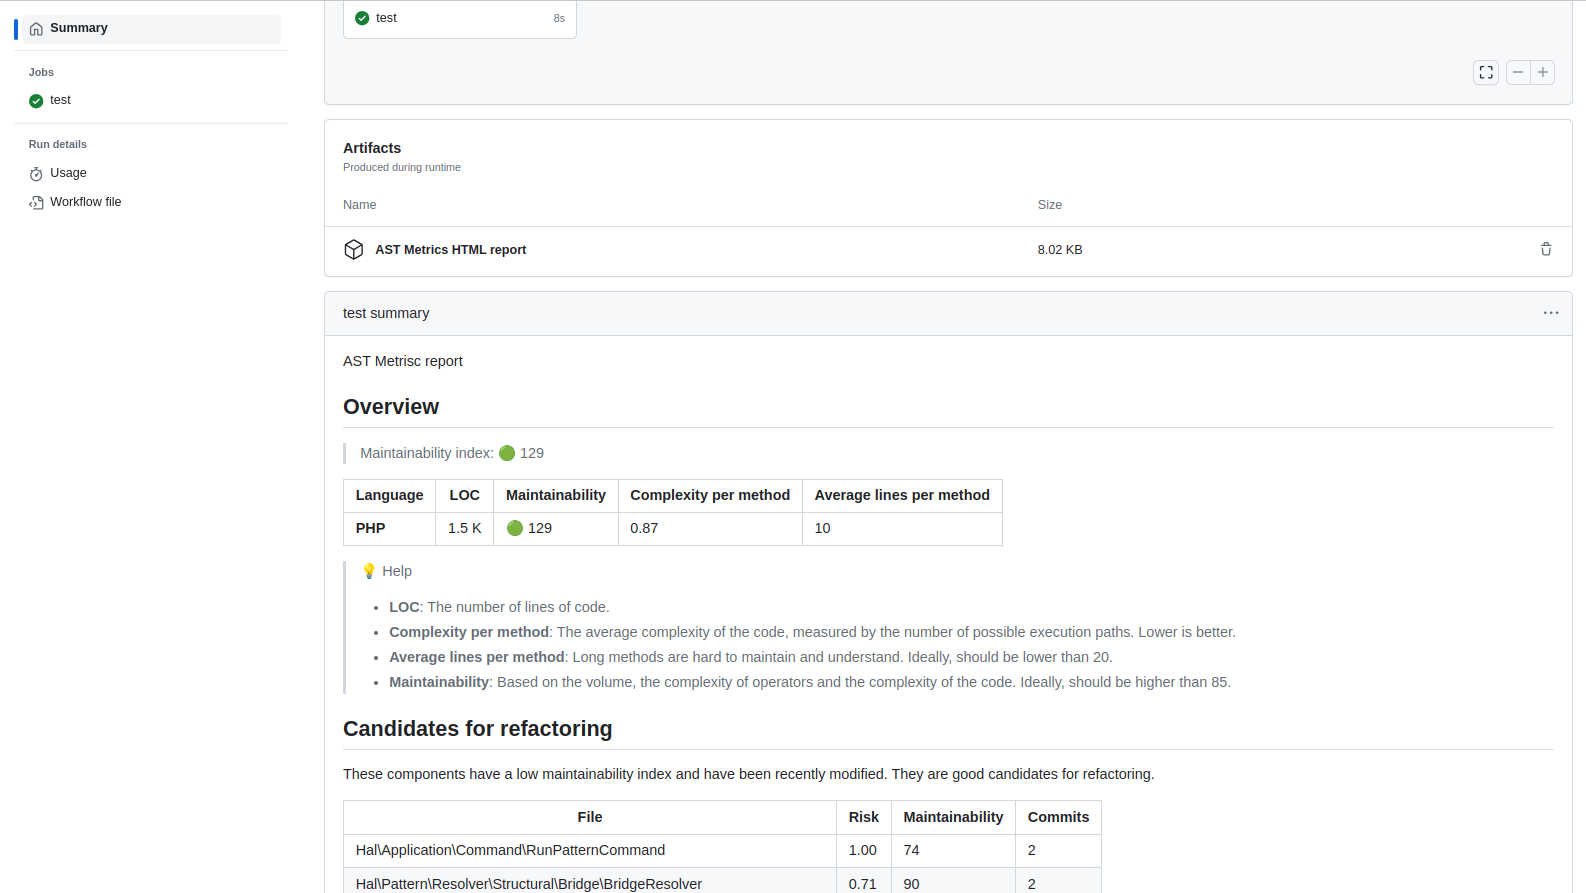 test 8s
Summary
Jobs
test
Run details
Usage
Workflow file
Artifacts
Produced during runtime
Name Size
AST Metrics HTML report 8.02 KB
test summary
AST Metrisc report
Overview
Maintainability index: 🟢 129
Language LOC Maintainability Complexity per method Average lines per method
PHP 1.5 K 🟢 129 0.87 10
💡 Help
• LOC: The number of lines of code.
• Complexity per method: The average complexity of the code, measured by the number of possible execution paths. Lower is better.
• Average lines per method: Long methods are hard to maintain and understand. Ideally, should be lower than 20.
• Maintainability: Based on the volume, the complexity of operators and the complexity of the code. Ideally, should be higher than 85.
Candidates for refactoring
These components have a low maintainability index and have been recently modified. They are good candidates for refactoring.
File Risk Maintainability Commits
Hal\Application\Command\RunPatternCommand 1.00 74 2
Hal\Pattern\Resolver\Structural\Bridge\BridgeResolver 0.71 90 2